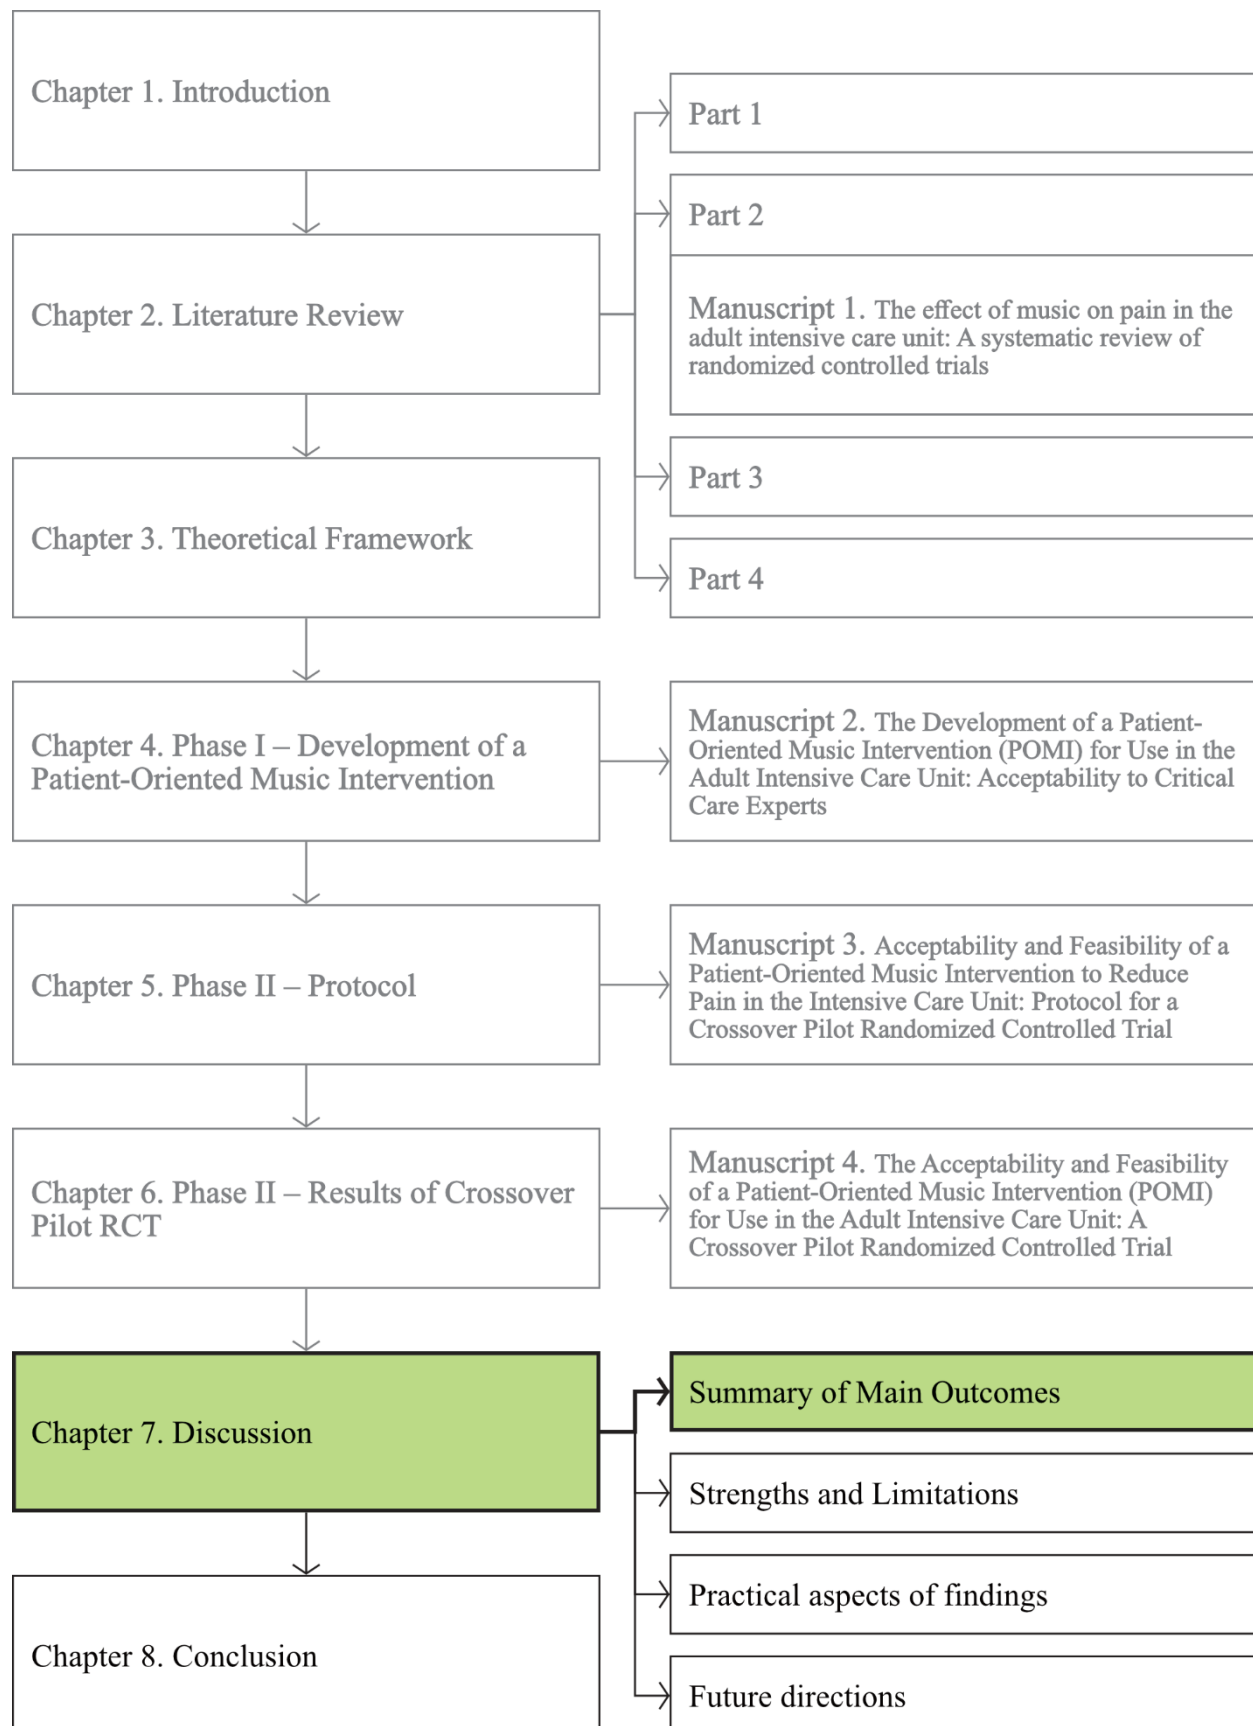 Chapter 1. Introduction
Part 1
Part 2
Chapter 2. Literature Review
Manuscript 1. The effect of music on pain in the
adult intensive care unit: A systematic review of
randomized controlled trials
Part 3
Chapter 3. Theoretical Framework
Part 4
Chapter 4. Phase I – Development of a
Patient-Oriented Music Intervention
Manuscript 2. The Development of a Patient-
Oriented Music Intervention (POMI) for Use in the
Adult Intensive Care Unit: Acceptability to Critical
Care Experts
Chapter 5. Phase II – Protocol
Manuscript 3. Acceptability and Feasibility of a
Patient-Oriented Music Intervention to Reduce
Pain in the Intensive Care Unit: Protocol for a
Crossover Pilot Randomized Controlled Trial
Chapter 6. Phase II – Results of Crossover
Pilot RCT
Manuscript 4. The Acceptability and Feasibility
of a Patient-Oriented Music Intervention (POMI)
for Use in the Adult Intensive Care Unit: A
Crossover Pilot Randomized Controlled Trial
Chapter 7. Discussion
Summary of Main Outcomes
Strengths and Limitations
Practical aspects of findings
Chapter 8. Conclusion
Future directions